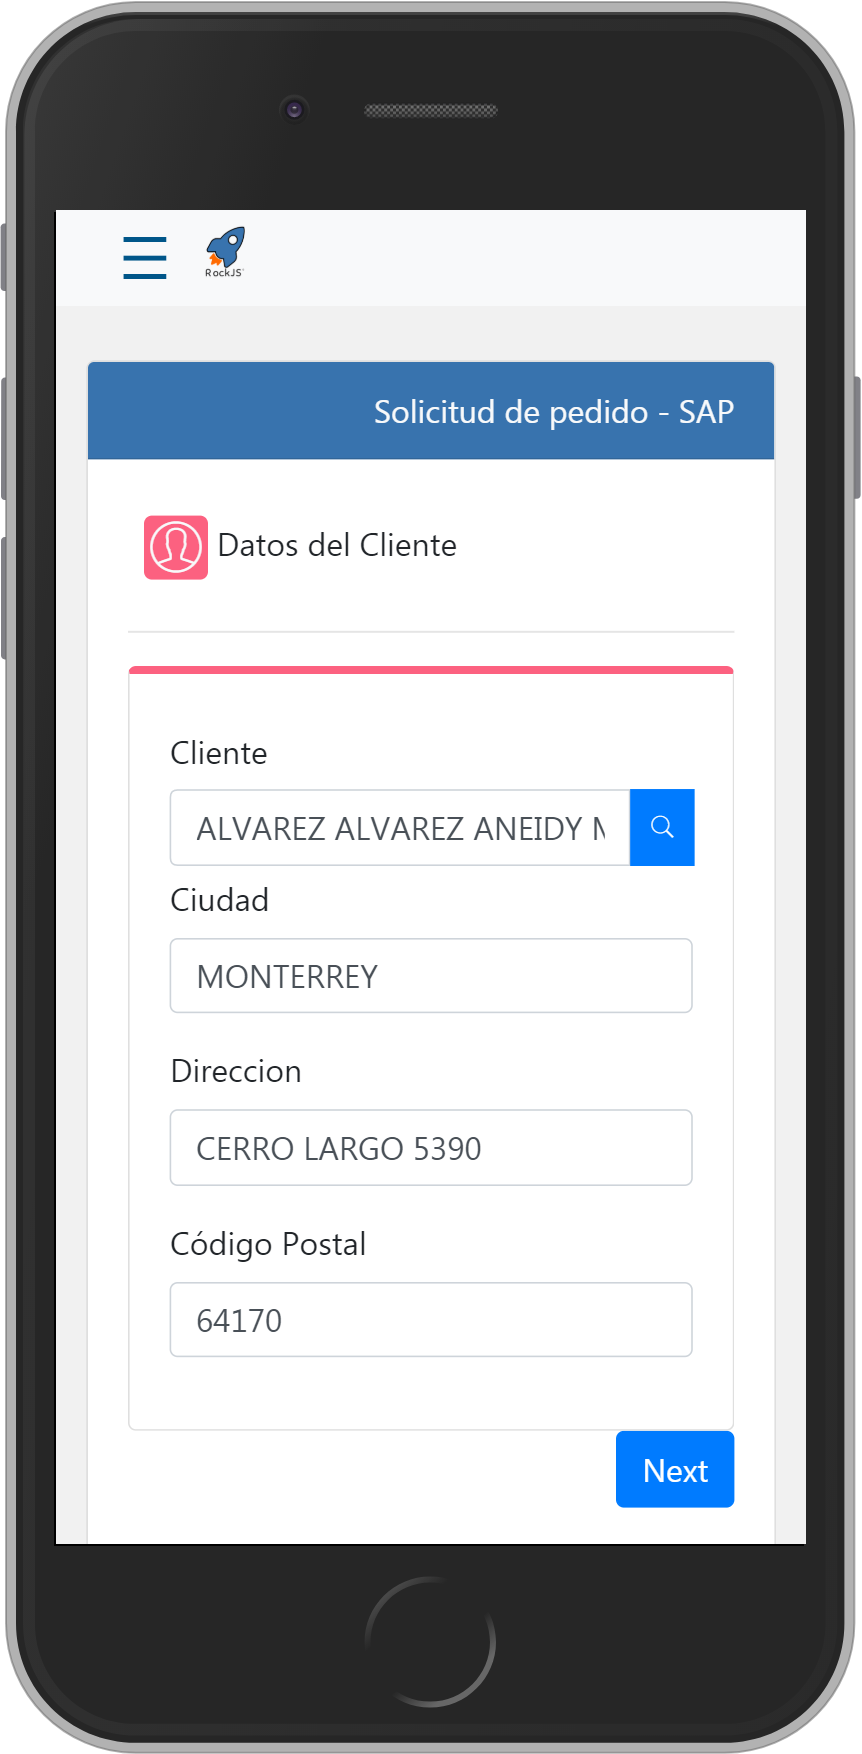 RockJS
Solicitud de pedido - SAP
Datos del Cliente
Cliente
ALVAREZ ALVAREZ ANEIDY
Ciudad
MONTERREY
Direccion
CERRO LARGO 5390
Código Postal
64170
Next